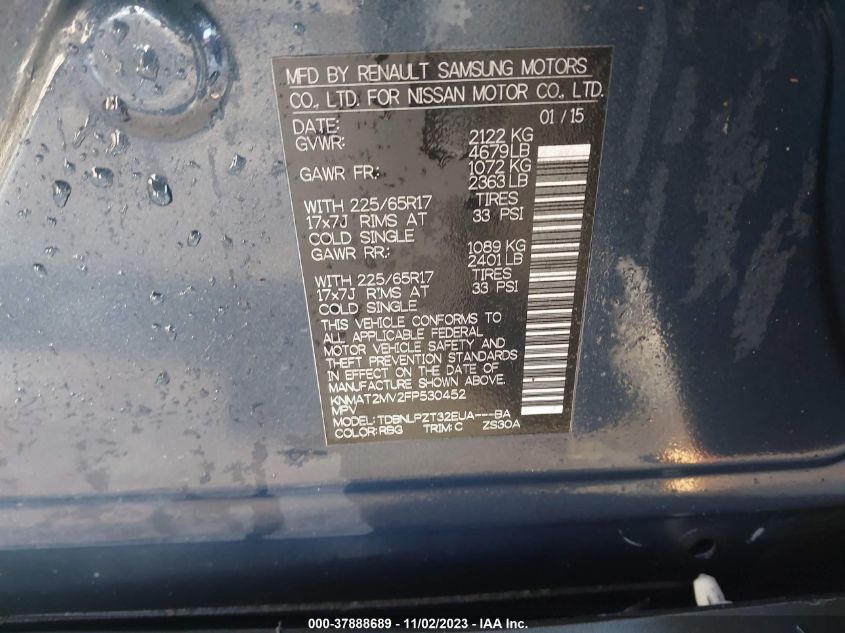 MFD BY RENAULT SAMSUNG MOTORS
CO., LTD. FOR NISSAN MOTOR CO., LTD.
DATE: 01/15
GVWR: 2122 KG
4679 LB
GAWR FR: 1072 KG
2363 LB
WITH 225/65R17 TIRES
17x7J RIMS AT 33 PSI
COLD SINGLE
GAWR RR: 1089 KG
2401 LB
WITH 225/65R17 TIRES
17x7J RIMS AT 33 PSI
COLD SINGLE
THIS VEHICLE CONFORMS TO
ALL APPLICABLE FEDERAL
MOTOR VEHICLE SAFETY AND
THEFT PREVENTION STANDARDS
IN EFFECT ON THE DATE OF
MANUFACTURE SHOWN ABOVE.
KNMAT2MV2FP530452
MPV
MODEL: TDBNLPZT32EUA---BA
COLOR: RBG TRIM: C ZS30A
000-37888689 - 11/02/2023 - IAA Inc.